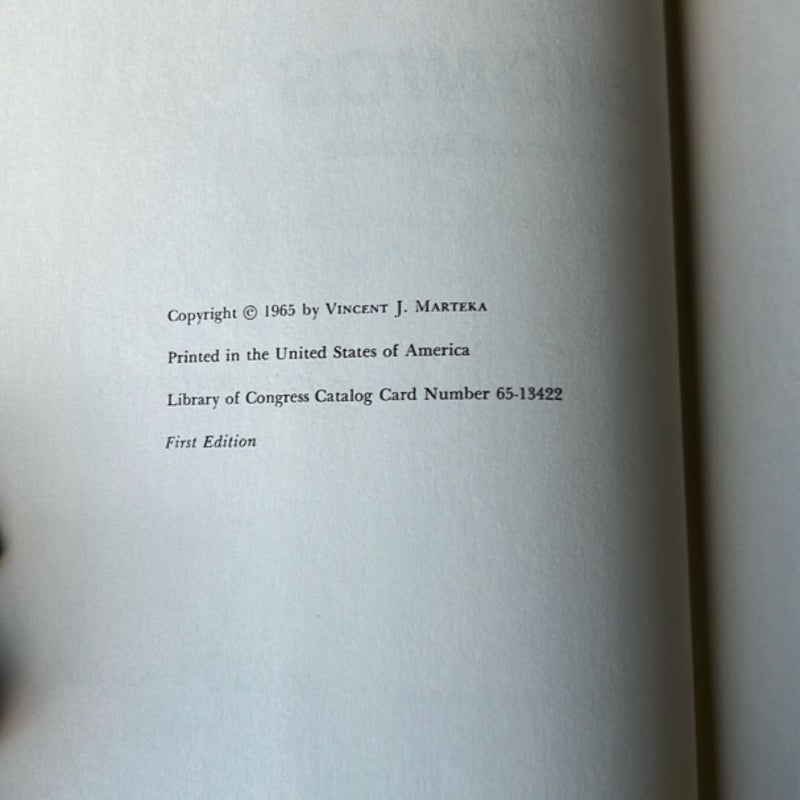 Copyright © 1965 by VINCENT J. MARTEKA
Printed in the United States of America
Library of Congress Catalog Card Number 65-13422
First Edition